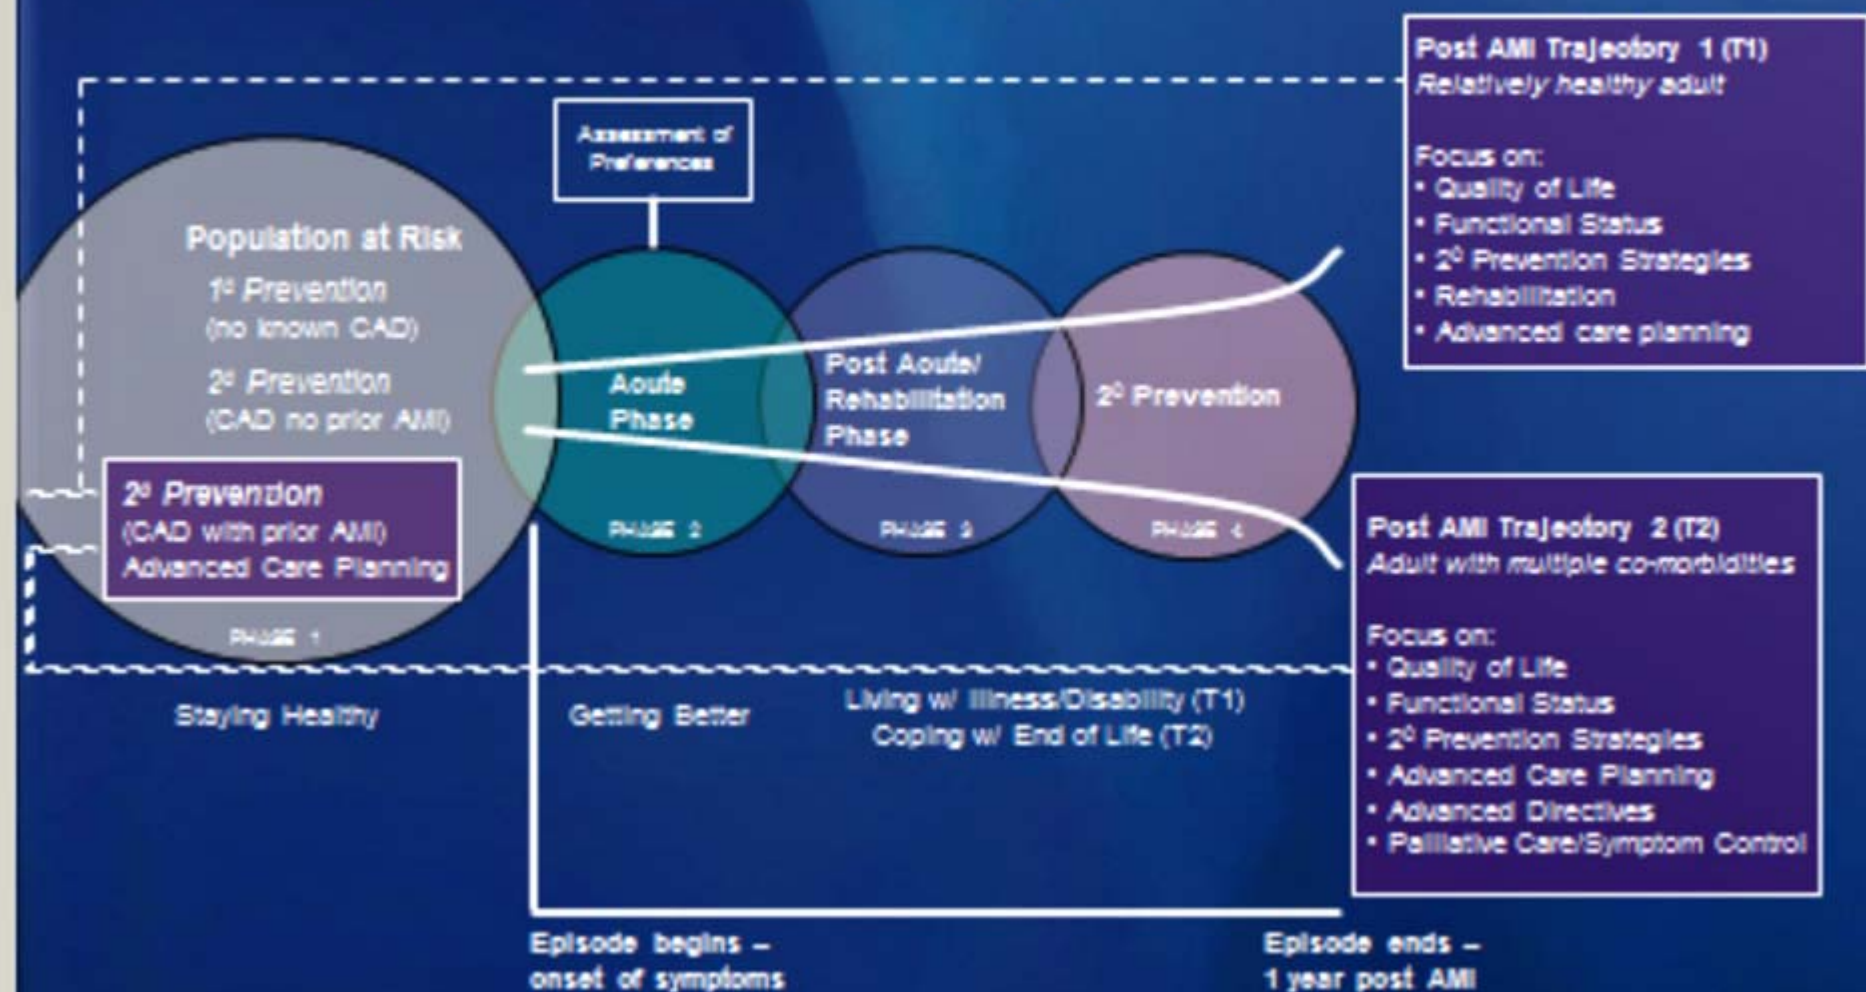 Post AMI Trajectory 1 (T1)
Relatively healthy adult
Focus on:
• Quality of Life
• Functional Status
• 2⁰ Prevention Strategies
• Rehabilitation
• Advanced care planning
Assessment of
Preferences
Population at Risk
1⁰ Prevention
(no known CAD)
2⁰ Prevention
(CAD no prior AMI)
2⁰ Prevention
(CAD with prior AMI)
Advanced Care Planning
PHASE 1
Acute
Phase
PHASE 2
Post Acute/
Rehabilitation
Phase
PHASE 3
2⁰ Prevention
PHASE 4
Post AMI Trajectory 2 (T2)
Adult with multiple co-morbidities
Focus on:
• Quality of Life
• Functional Status
• 2⁰ Prevention Strategies
• Advanced Care Planning
• Advanced Directives
• Palliative Care/Symptom Control
Staying Healthy
Getting Better
Living w/ Illness/Disability (T1)
Coping w/ End of Life (T2)
Episode begins –
onset of symptoms
Episode ends –
1 year post AMI